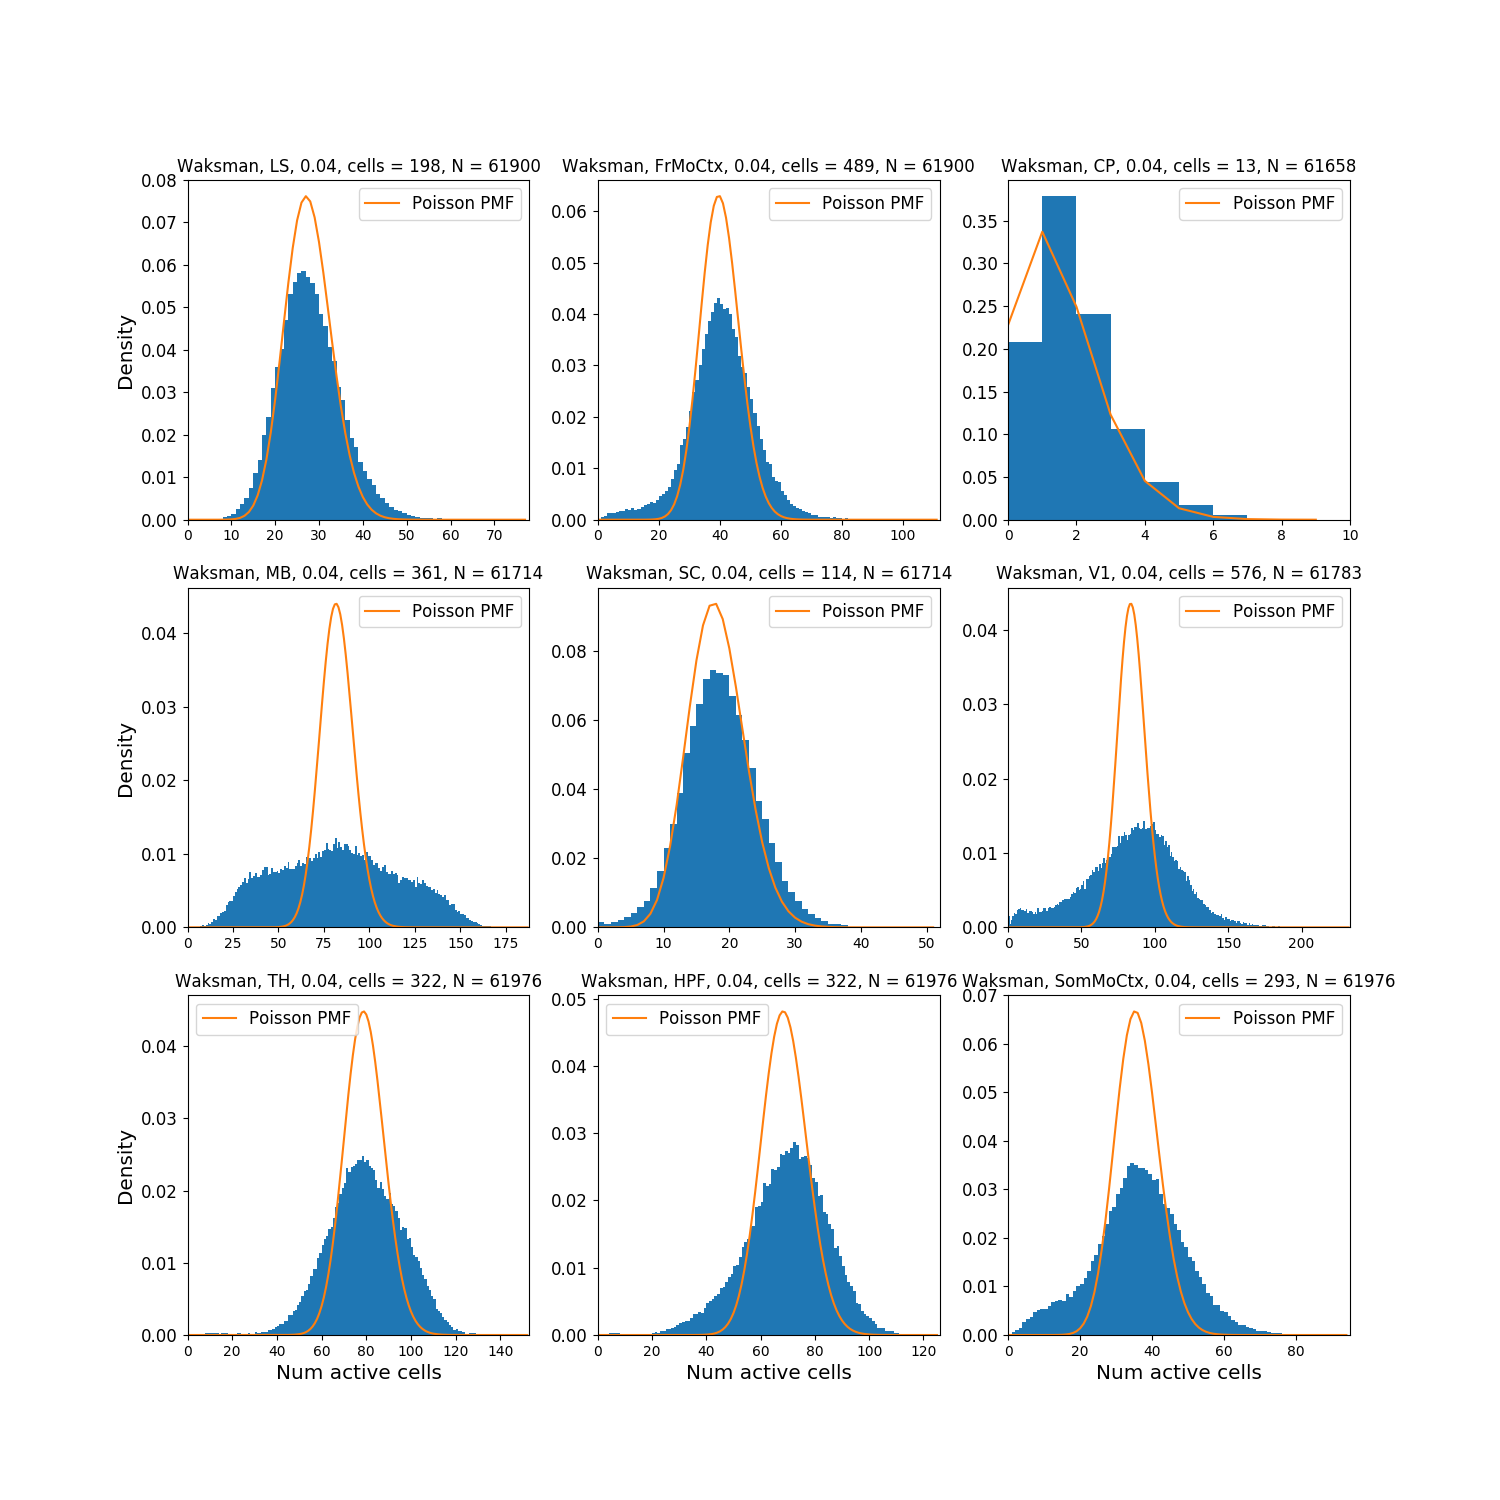 Waksman, LS, 0.04, cells = 198, N = 61900
Poisson PMF
Density
0.00 0.01 0.02 0.03 0.04 0.05 0.06 0.07 0.08
0 10 20 30 40 50 60 70
Waksman, FrMoCtx, 0.04, cells = 489, N = 61900
Poisson PMF
0.00 0.01 0.02 0.03 0.04 0.05 0.06
0 20 40 60 80 100
Waksman, CP, 0.04, cells = 13, N = 61658
Poisson PMF
0.00 0.05 0.10 0.15 0.20 0.25 0.30 0.35
0 2 4 6 8 10
Waksman, MB, 0.04, cells = 361, N = 61714
Poisson PMF
Density
0.00 0.01 0.02 0.03 0.04
0 25 50 75 100 125 150 175
Waksman, SC, 0.04, cells = 114, N = 61714
Poisson PMF
0.00 0.02 0.04 0.06 0.08
0 10 20 30 40 50
Waksman, V1, 0.04, cells = 576, N = 61783
Poisson PMF
0.00 0.01 0.02 0.03 0.04
0 50 100 150 200
Waksman, TH, 0.04, cells = 322, N = 61976
Poisson PMF
Density
0.00 0.01 0.02 0.03 0.04
0 20 40 60 80 100 120 140
Num active cells
Waksman, HPF, 0.04, cells = 322, N = 61976
Poisson PMF
0.00 0.01 0.02 0.03 0.04 0.05
0 20 40 60 80 100 120
Num active cells
Waksman, SomMoCtx, 0.04, cells = 293, N = 61976
Poisson PMF
0.00 0.01 0.02 0.03 0.04 0.05 0.06 0.07
0 20 40 60 80
Num active cells